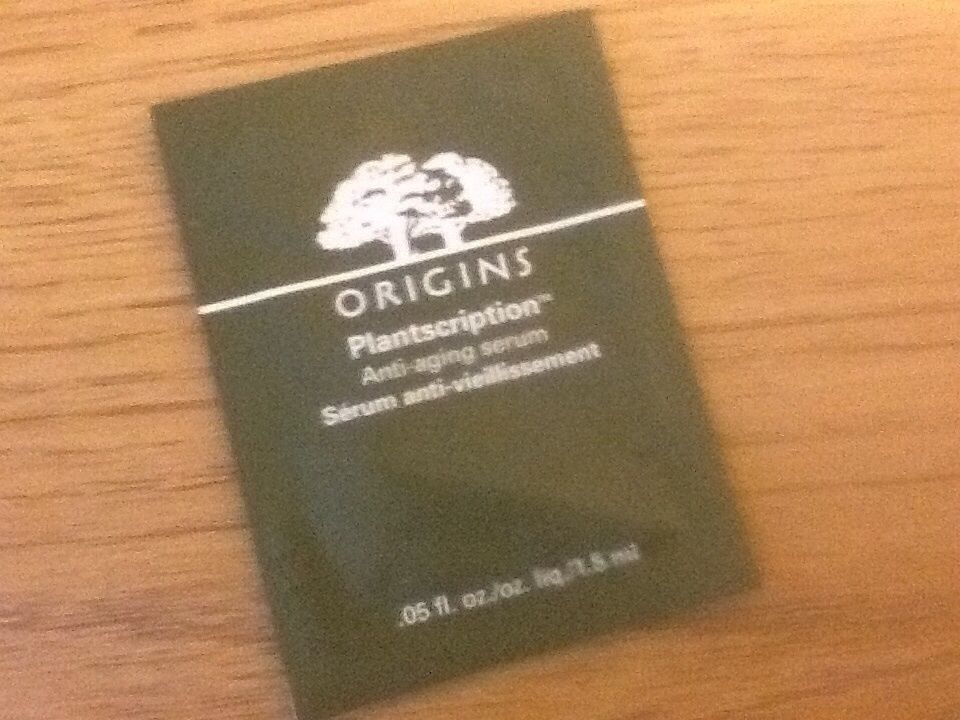 ORIGINS
Plantscription™
Anti-aging serum
Sérum anti-vieillissement
.05 fl. oz./oz. liq./1.5 ml